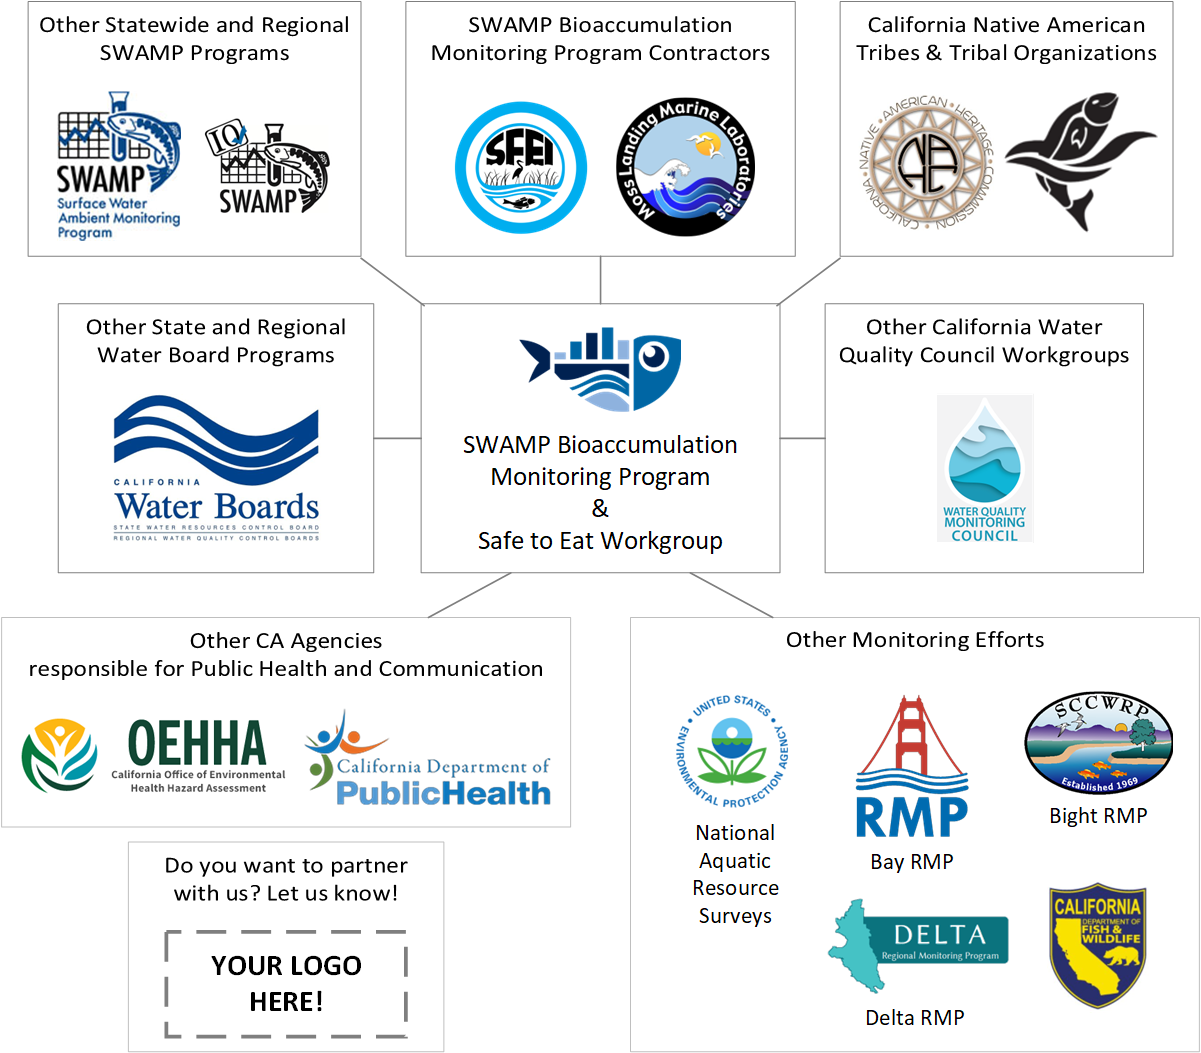 Other Statewide and Regional
SWAMP Programs
SWAMP
Surface Water
Ambient Monitoring
Program
IQ
SWAMP
SWAMP Bioaccumulation
Monitoring Program Contractors
SFEI
Moss Landing Marine Laboratories
California Native American
Tribes & Tribal Organizations
CALIFORNIA · NATIVE · AMERICAN · HERITAGE · COMMISSION
NAHC
Other State and Regional
Water Board Programs
CALIFORNIA
Water Boards
STATE WATER RESOURCES CONTROL BOARD
REGIONAL WATER QUALITY CONTROL BOARDS
SWAMP Bioaccumulation
Monitoring Program
&
Safe to Eat Workgroup
Other California Water
Quality Council Workgroups
WATER QUALITY
MONITORING
COUNCIL
Other CA Agencies
responsible for Public Health and Communication
OEHHA
California Office of Environmental
Health Hazard Assessment
California Department of
PublicHealth
Do you want to partner
with us? Let us know!
YOUR LOGO
HERE!
Other Monitoring Efforts
UNITED STATES
ENVIRONMENTAL PROTECTION AGENCY
National
Aquatic
Resource
Surveys
RMP
Bay RMP
SCCWRP
Established 1969
Bight RMP
DELTA
Regional Monitoring Program
Delta RMP
CALIFORNIA
DEPARTMENT OF
FISH &
WILDLIFE